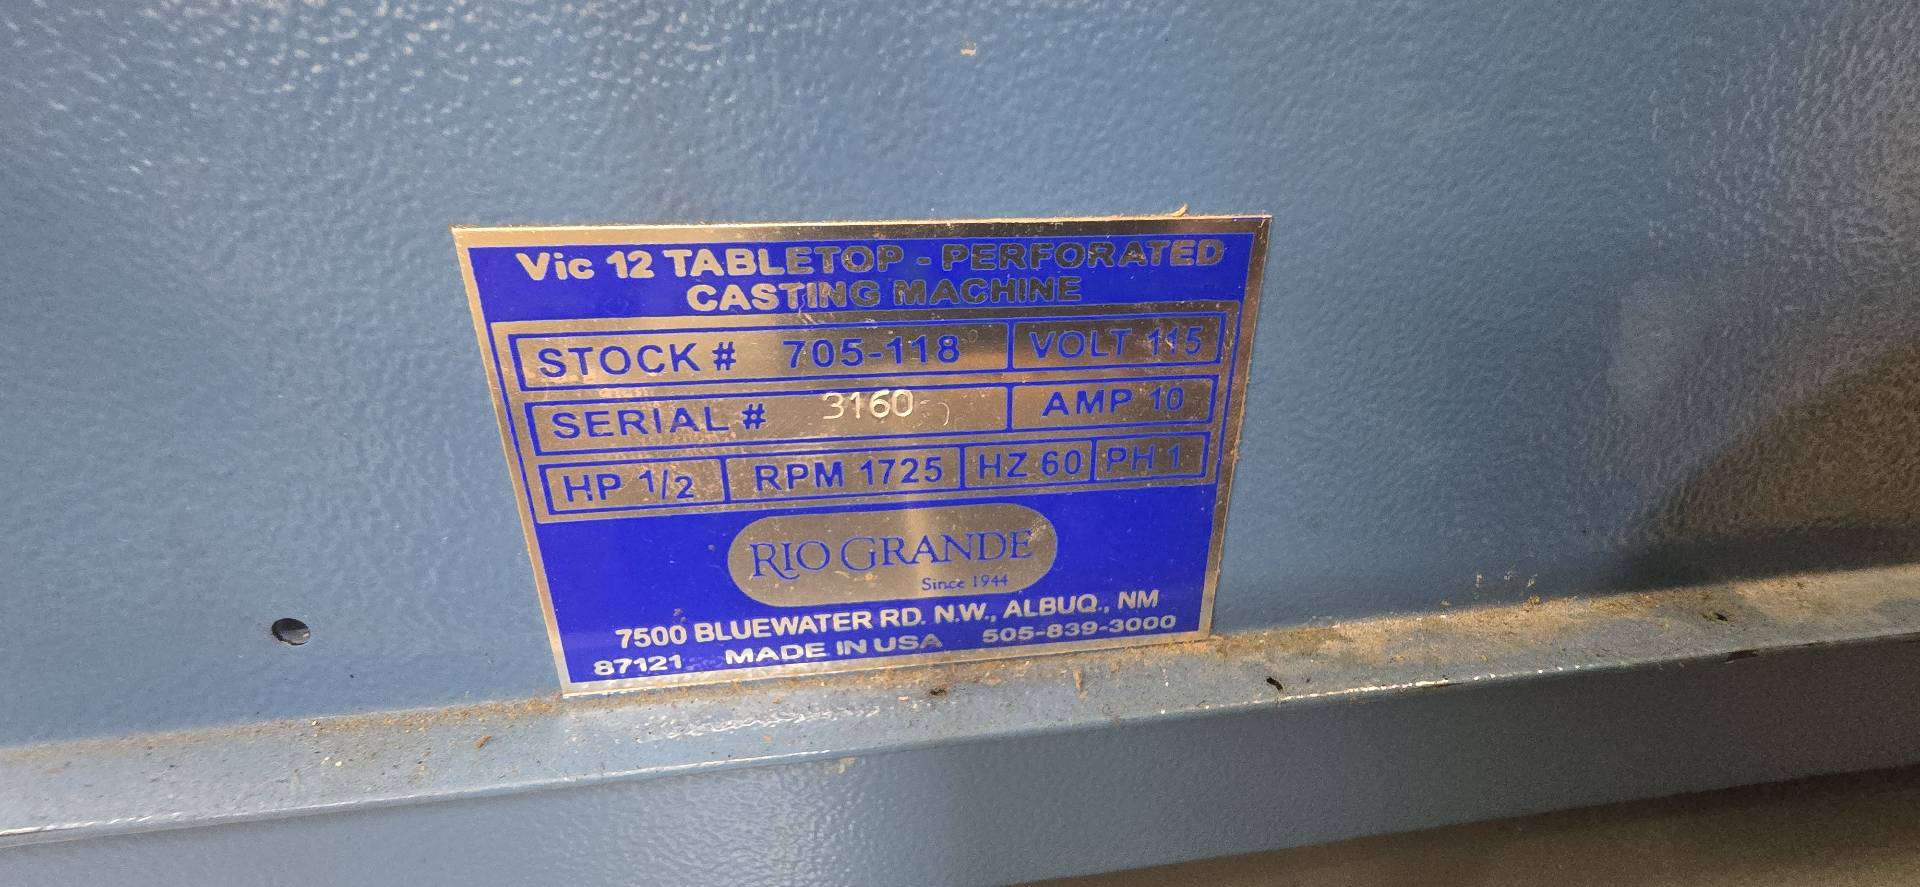 Vic 12 TABLETOP - PERFORATED
CASTING MACHINE
STOCK # 705-118 VOLT 115
SERIAL # 3160 AMP 10
HP 1/2 RPM 1725 HZ 60 PH 1
RIO GRANDE
Since 1944
7500 BLUEWATER RD. N.W., ALBUQ., NM
87121 MADE IN USA 505-839-3000